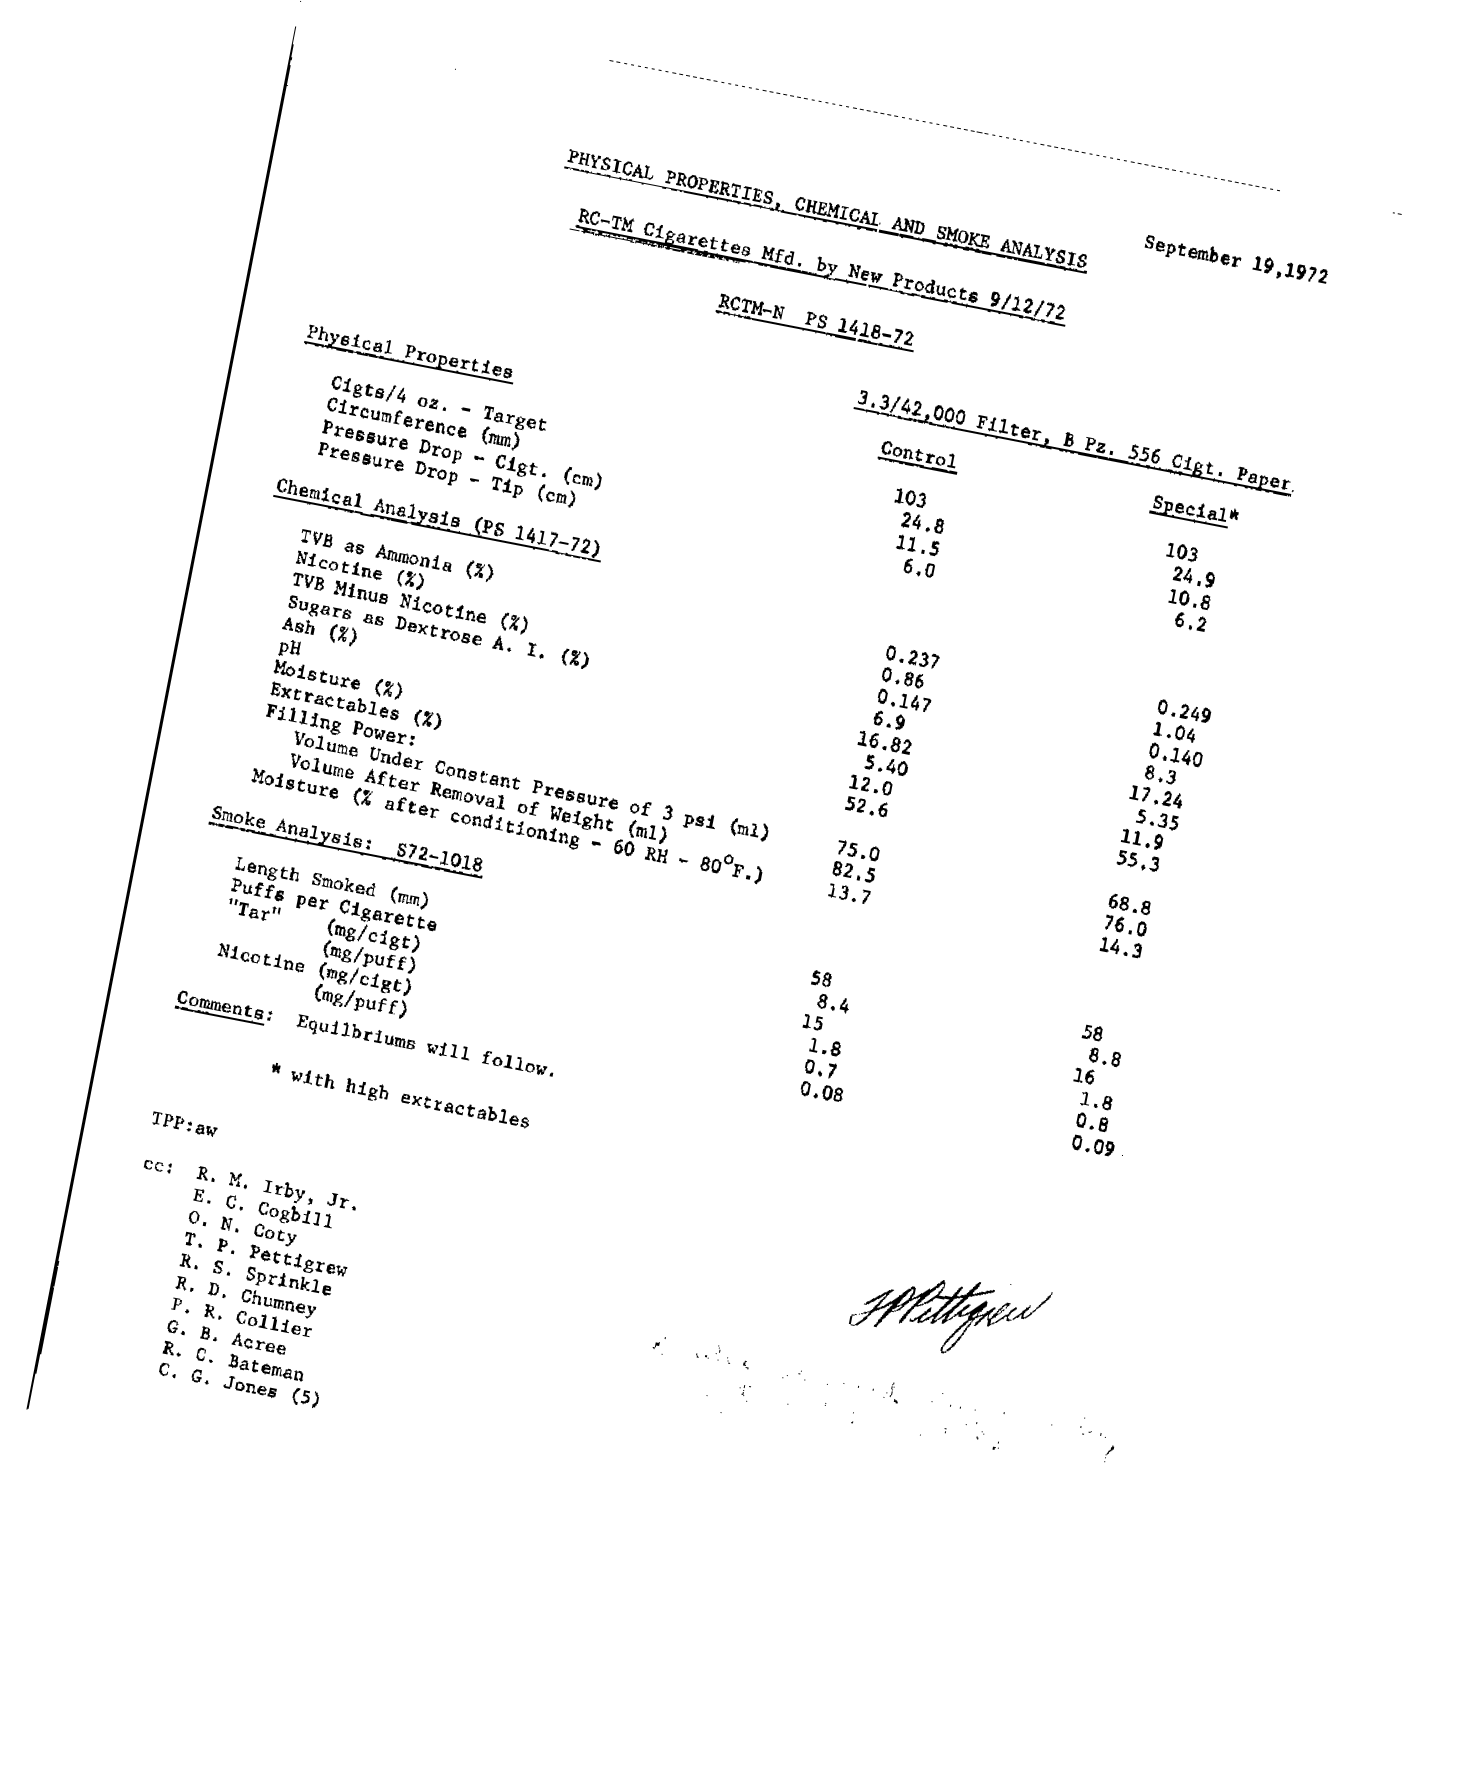 September 19,1972
PHYSICAL PROPERTIES, CHEMICAL AND SMOKE ANALYSIS
RC-TM Cigarettes Mfd. by New Products 9/12/72
RCTM-N PS 1418-72
3.3/42,000 Filter, B Pz. 556 Cigt. Paper
Physical Properties Control Special*
Cigts/4 oz. - Target 103 103
Circumference (mm) 24.8 24.9
Pressure Drop - Cigt. (cm) 11.5 10.8
Pressure Drop - Tip (cm) 6.0 6.2
Chemical Analysis (PS 1417-72)
TVB as Ammonia (%) 0.237 0.249
Nicotine (%) 0.86 1.04
TVB Minus Nicotine (%) 0.147 0.140
Sugars as Dextrose A. I. (%) 6.9 8.3
Ash (%) 16.82 17.24
pH 5.40 5.35
Moisture (%) 12.0 11.9
Extractables (%) 52.6 55.3
Filling Power:
Volume Under Constant Pressure of 3 psi (ml) 75.0 68.8
Volume After Removal of Weight (ml) 82.5 76.0
Moisture (% after conditioning - 60 RH - 80°F.) 13.7 14.3
Smoke Analysis: S72-1018
Length Smoked (mm) 58 58
Puffs per Cigarette 8.4 8.8
"Tar" (mg/cigt) 15 16
(mg/puff) 1.8 1.8
Nicotine (mg/cigt) 0.7 0.8
(mg/puff) 0.08 0.09
Comments: Equilbriums will follow.
* with high extractables
TPP:aw
cc: R. M. Irby, Jr.
E. C. Cogbill
O. N. Coty
T. P. Pettigrew
R. S. Sprinkle
R. D. Chumney
P. R. Collier
G. B. Acree
R. C. Bateman
C. G. Jones (5)
TPPettigrew